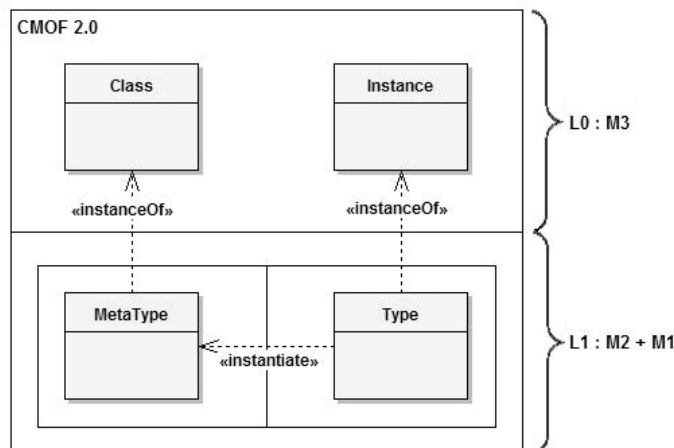 CMOF 2.0
Class
Instance
L0 : M3
«instanceOf»
«instanceOf»
MetaType
Type
L1 : M2 + M1
«instantiate»